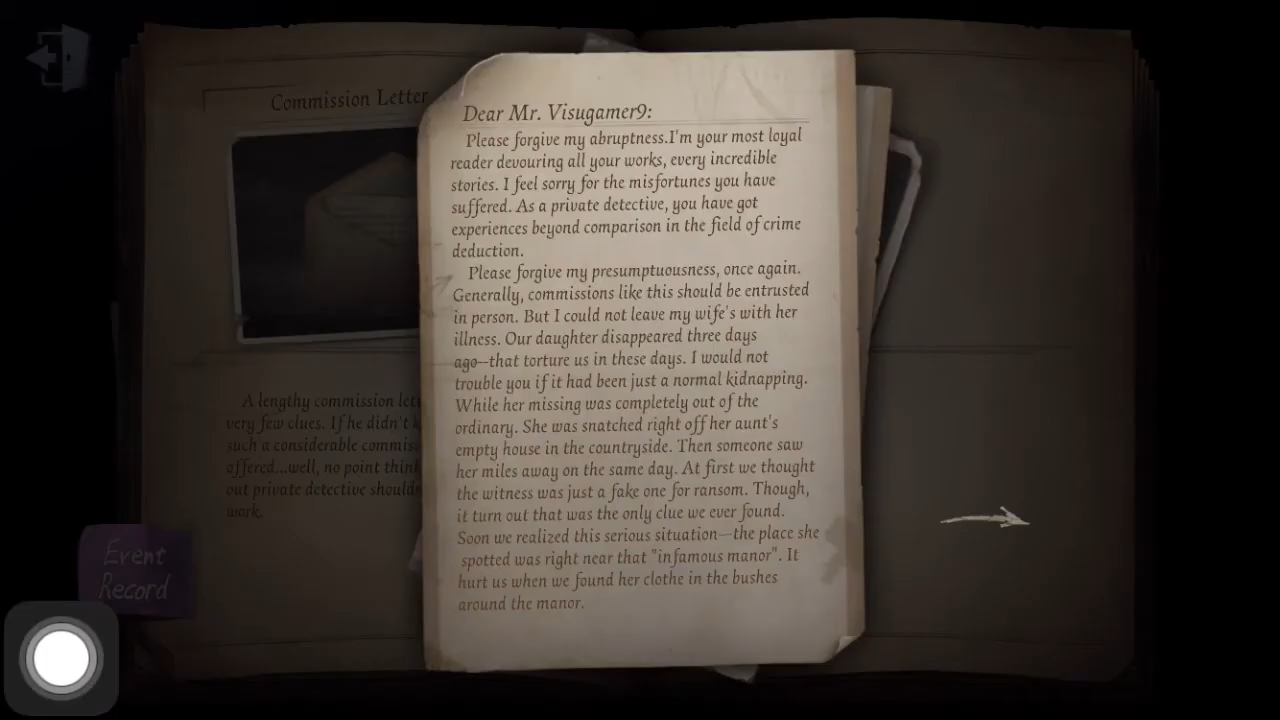 Commission Letter
Dear Mr. Visugamer9:
Please forgive my abruptness.I'm your most loyal
reader devouring all your works, every incredible
stories. I feel sorry for the misfortunes you have
suffered. As a private detective, you have got
experiences beyond comparison in the field of crime
deduction.
Please forgive my presumptuousness, once again.
Generally, commissions like this should be entrusted
in person. But I could not leave my wife's with her
illness. Our daughter disappeared three days
ago--that torture us in these days. I would not
trouble you if it had been just a normal kidnapping.
While her missing was completely out of the
ordinary. She was snatched right off her aunt's
empty house in the countryside. Then someone saw
her miles away on the same day. At first we thought
the witness was just a fake one for ransom. Though,
it turn out that was the only clue we ever found.
Soon we realized this serious situation—the place she
spotted was right near that "infamous manor". It
hurt us when we found her clothe in the bushes
around the manor.
A lengthy commission
very few clues. If he didn't
such a considerable
offered...well, no point
out private detective
work.
Event
Record